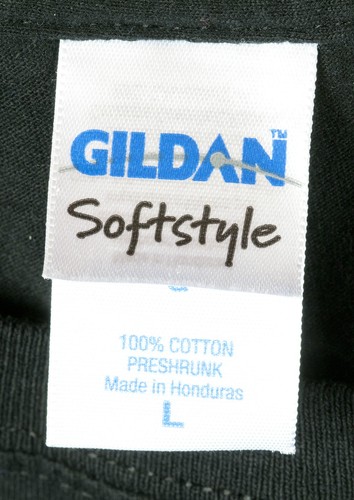 GILDAN™
Softstyle
100% COTTON
PRESHRUNK
Made in Honduras
L